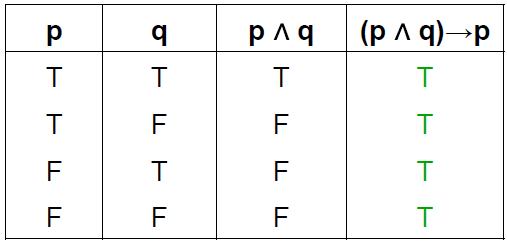 p q p ∧ q (p ∧ q)→p
T T T T
T F F T
F T F T
F F F T